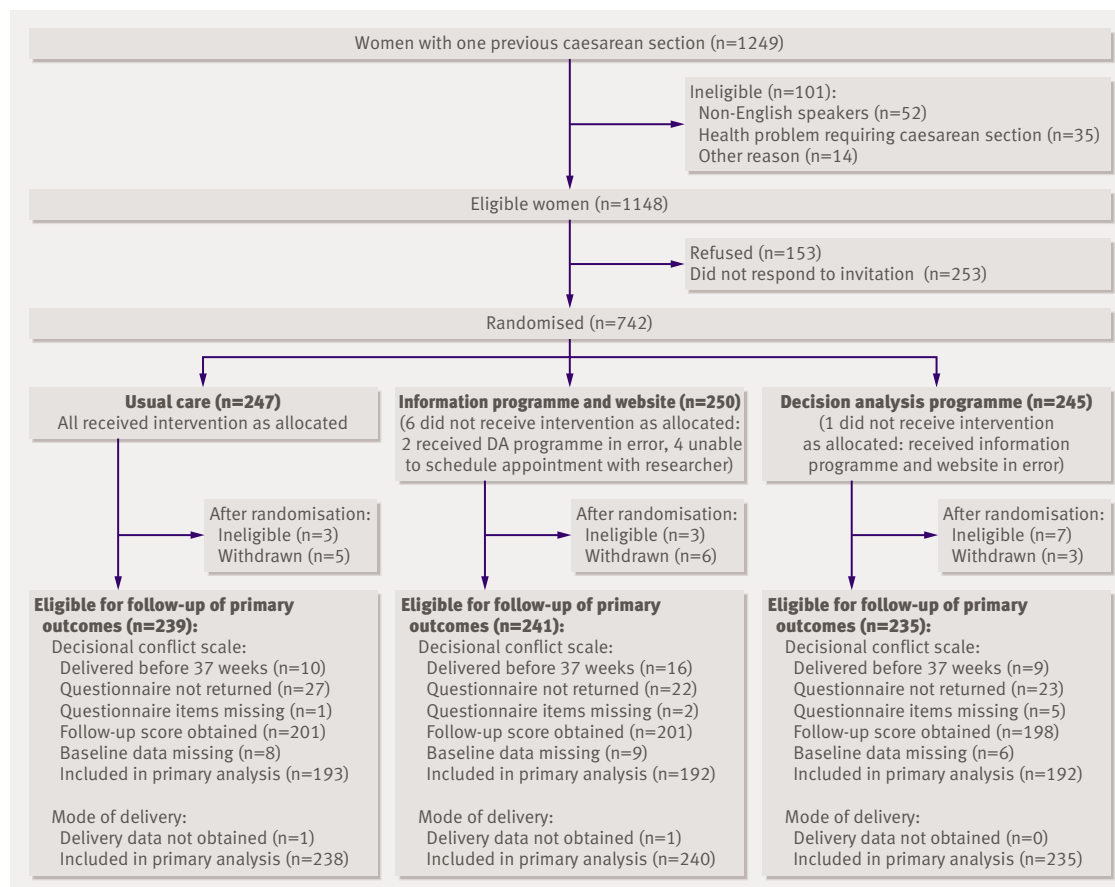 Women with one previous caesarean section (n=1249)
Ineligible (n=101):
Non-English speakers (n=52)
Health problem requiring caesarean section (n=35)
Other reason (n=14)
Eligible women (n=1148)
Refused (n=153)
Did not respond to invitation (n=253)
Randomised (n=742)
Usual care (n=247)
All received intervention as allocated
Information programme and website (n=250)
(6 did not receive intervention as allocated:
2 received DA programme in error, 4 unable
to schedule appointment with researcher)
Decision analysis programme (n=245)
(1 did not receive intervention
as allocated: received information
programme and website in error)
After randomisation:
Ineligible (n=3)
Withdrawn (n=5)
After randomisation:
Ineligible (n=3)
Withdrawn (n=6)
After randomisation:
Ineligible (n=7)
Withdrawn (n=3)
Eligible for follow-up of primary
outcomes (n=239):
Decisional conflict scale:
Delivered before 37 weeks (n=10)
Questionnaire not returned (n=27)
Questionnaire items missing (n=1)
Follow-up score obtained (n=201)
Baseline data missing (n=8)
Included in primary analysis (n=193)
Mode of delivery:
Delivery data not obtained (n=1)
Included in primary analysis (n=238)
Eligible for follow-up of primary
outcomes (n=241):
Decisional conflict scale:
Delivered before 37 weeks (n=16)
Questionnaire not returned (n=22)
Questionnaire items missing (n=2)
Follow-up score obtained (n=201)
Baseline data missing (n=9)
Included in primary analysis (n=192)
Mode of delivery:
Delivery data not obtained (n=1)
Included in primary analysis (n=240)
Eligible for follow-up of primary
outcomes (n=235):
Decisional conflict scale:
Delivered before 37 weeks (n=9)
Questionnaire not returned (n=23)
Questionnaire items missing (n=5)
Follow-up score obtained (n=198)
Baseline data missing (n=6)
Included in primary analysis (n=192)
Mode of delivery:
Delivery data not obtained (n=0)
Included in primary analysis (n=235)